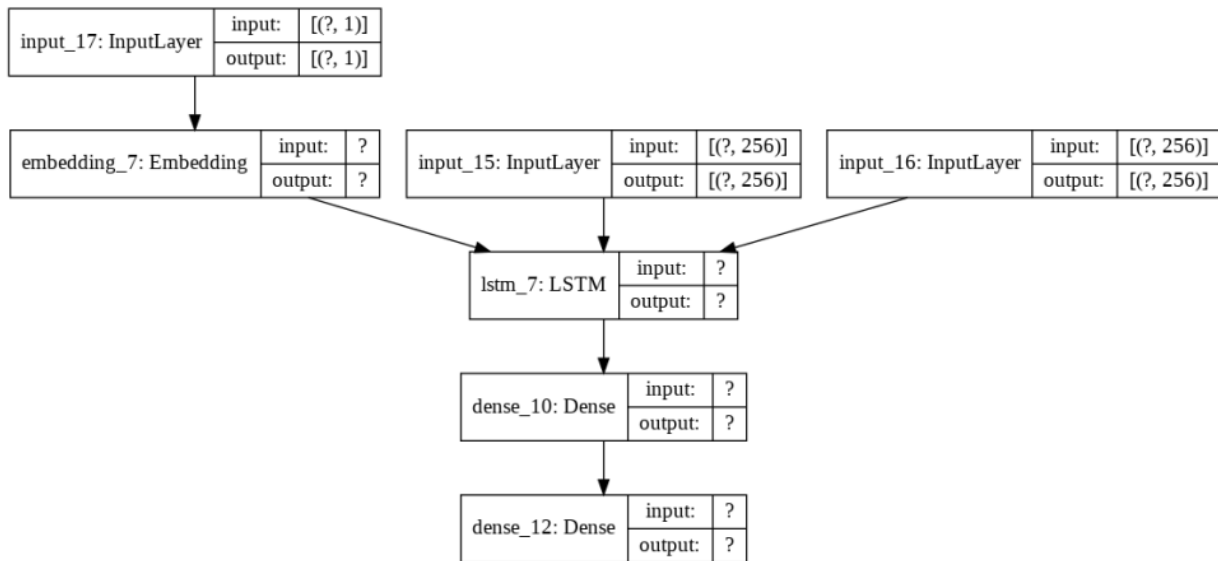 input_17: InputLayer
input: [(?, 1)]
output: [(?, 1)]
embedding_7: Embedding
input: ?
output: ?
input_15: InputLayer
input: [(?, 256)]
output: [(?, 256)]
input_16: InputLayer
input: [(?, 256)]
output: [(?, 256)]
lstm_7: LSTM
input: ?
output: ?
dense_10: Dense
input: ?
output: ?
dense_12: Dense
input: ?
output: ?